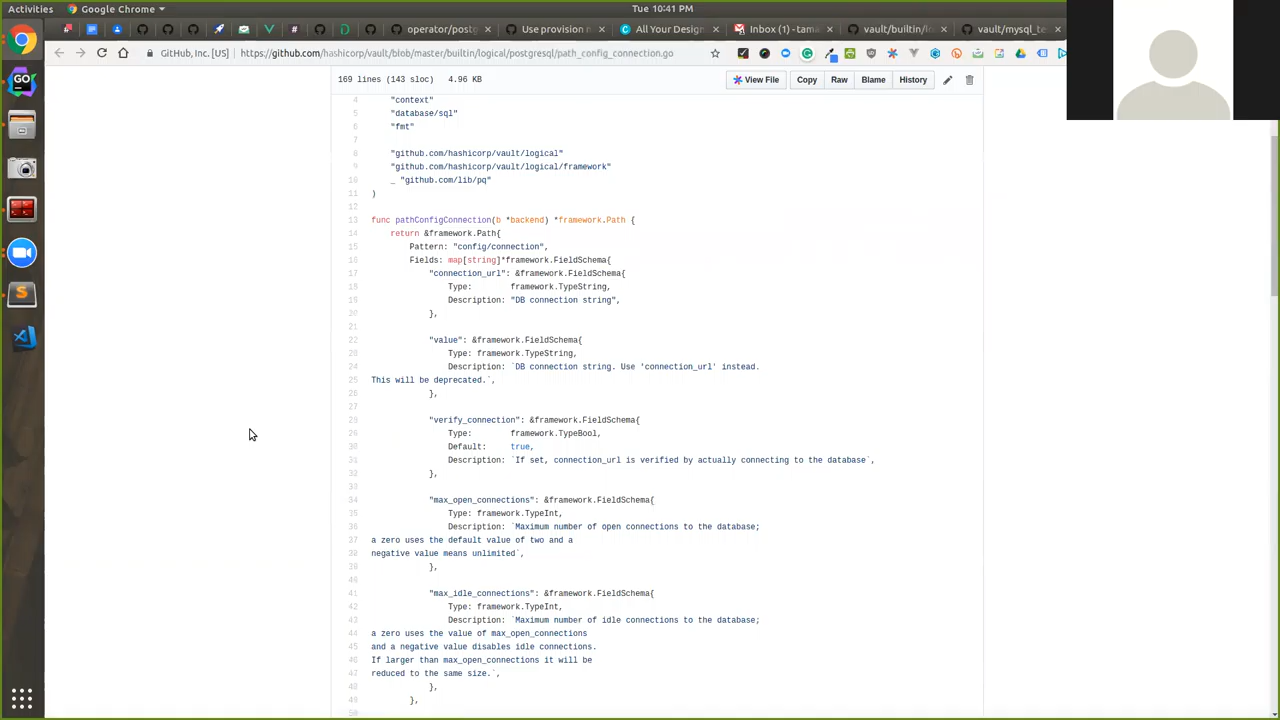 Activities
Google Chrome
Tue 10:41 PM
operator/postg
Use provision r
All Your Design
Inbox (1) - tama
vault/builtin/lo
vault/mysql_te
GitHub, Inc. [US]
https://github.com/hashicorp/vault/blob/master/builtin/logical/postgresql/path_config_connection.go
169 lines (143 sloc) 4.96 KB
View File
Copy
Raw
Blame
History
4 "context"
5 "database/sql"
6 "fmt"
7
8 "github.com/hashicorp/vault/logical"
9 "github.com/hashicorp/vault/logical/framework"
10 _ "github.com/lib/pq"
11 )
12
13 func pathConfigConnection(b *backend) *framework.Path {
14 return &framework.Path{
15 Pattern: "config/connection",
16 Fields: map[string]*framework.FieldSchema{
17 "connection_url": &framework.FieldSchema{
18 Type: framework.TypeString,
19 Description: "DB connection string",
20 },
21
22 "value": &framework.FieldSchema{
23 Type: framework.TypeString,
24 Description: `DB connection string. Use 'connection_url' instead.
25 This will be deprecated.`,
26 },
27
28 "verify_connection": &framework.FieldSchema{
29 Type: framework.TypeBool,
30 Default: true,
31 Description: `If set, connection_url is verified by actually connecting to the database`,
32 },
33
34 "max_open_connections": &framework.FieldSchema{
35 Type: framework.TypeInt,
36 Description: `Maximum number of open connections to the database;
37 a zero uses the default value of two and a
38 negative value means unlimited`,
39 },
40
41 "max_idle_connections": &framework.FieldSchema{
42 Type: framework.TypeInt,
43 Description: `Maximum number of idle connections to the database;
44 a zero uses the value of max_open_connections
45 and a negative value disables idle connections.
46 If larger than max_open_connections it will be
47 reduced to the same size.`,
48 },
49 },
50